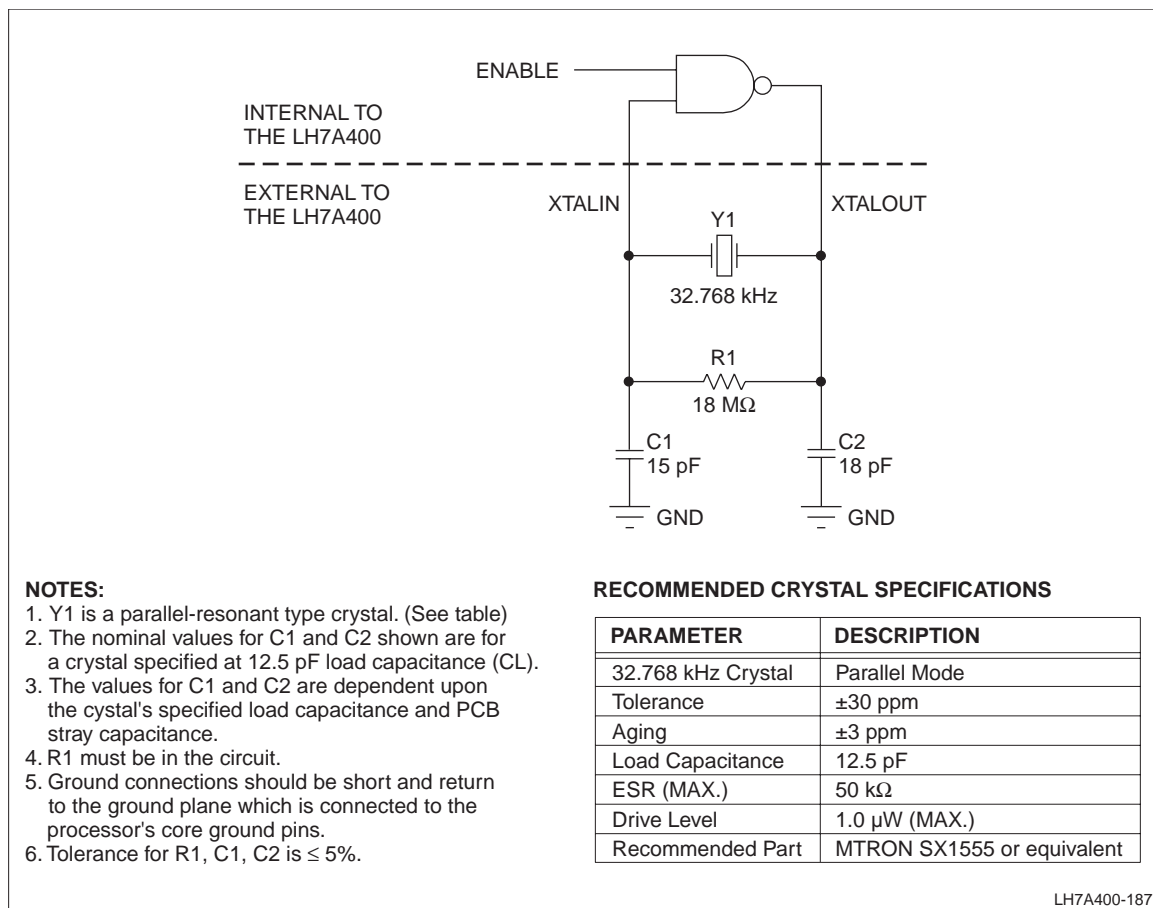 ENABLE
INTERNAL TO
THE LH7A400
EXTERNAL TO
THE LH7A400
XTALIN
XTALOUT
Y1
32.768 kHz
R1
18 MΩ
C1
15 pF
C2
18 pF
GND
GND
NOTES:
1. Y1 is a parallel-resonant type crystal. (See table)
2. The nominal values for C1 and C2 shown are for
a crystal specified at 12.5 pF load capacitance (CL).
3. The values for C1 and C2 are dependent upon
the cystal's specified load capacitance and PCB
stray capacitance.
4. R1 must be in the circuit.
5. Ground connections should be short and return
to the ground plane which is connected to the
processor's core ground pins.
6. Tolerance for R1, C1, C2 is ≤ 5%.
RECOMMENDED CRYSTAL SPECIFICATIONS
PARAMETER DESCRIPTION
32.768 kHz Crystal Parallel Mode
Tolerance ±30 ppm
Aging ±3 ppm
Load Capacitance 12.5 pF
ESR (MAX.) 50 kΩ
Drive Level 1.0 µW (MAX.)
Recommended Part MTRON SX1555 or equivalent
LH7A400-187